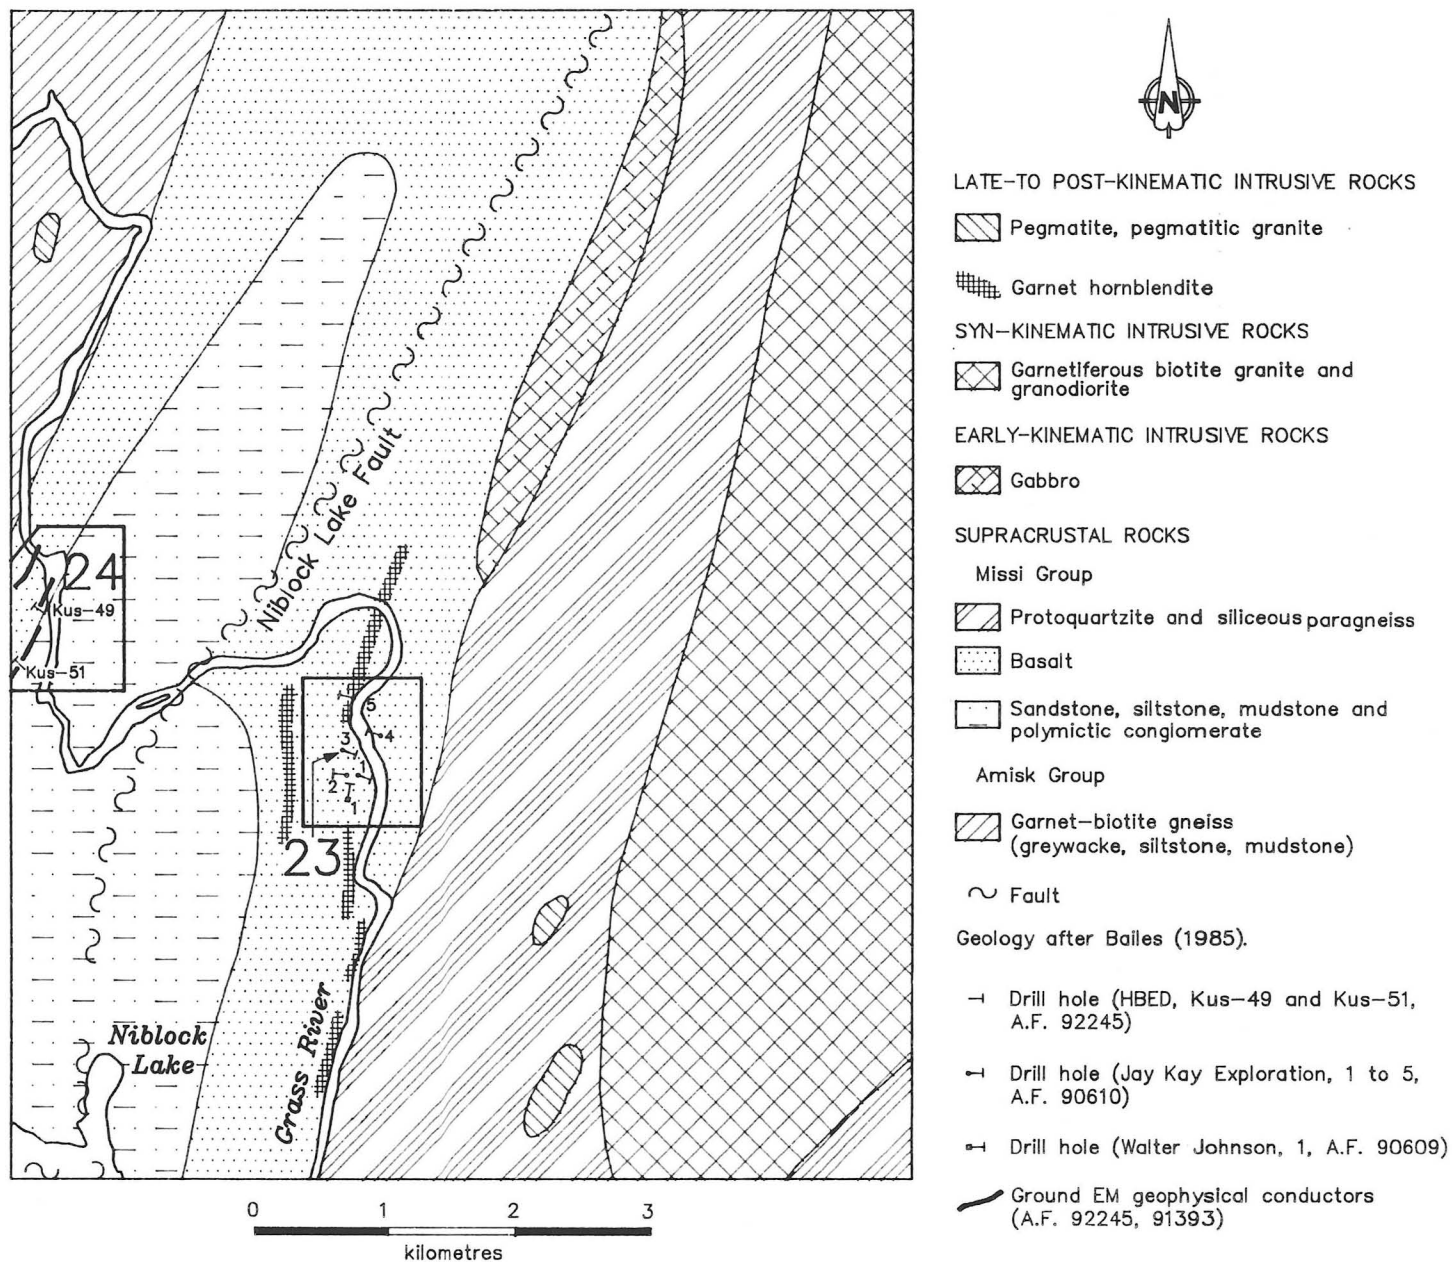 N
LATE-TO POST-KINEMATIC INTRUSIVE ROCKS
Pegmatite, pegmatitic granite
Garnet hornblendite
SYN-KINEMATIC INTRUSIVE ROCKS
Garnetiferous biotite granite and
granodiorite
EARLY-KINEMATIC INTRUSIVE ROCKS
Gabbro
SUPRACRUSTAL ROCKS
Missi Group
Protoquartzite and siliceous paragneiss
Basalt
Sandstone, siltstone, mudstone and
polymictic conglomerate
Amisk Group
Garnet-biotite gneiss
(greywacke, siltstone, mudstone)
Fault
Geology after Bailes (1985).
Drill hole (HBED, Kus-49 and Kus-51,
A.F. 92245)
Drill hole (Jay Kay Exploration, 1 to 5,
A.F. 90610)
Drill hole (Walter Johnson, 1, A.F. 90609)
Ground EM geophysical conductors
(A.F. 92245, 91393)
Niblock Lake Fault
24
Kus-49
Kus-51
5
4
3
1
2
1
23
Niblock
Lake
Grass River
0 1 2 3
kilometres